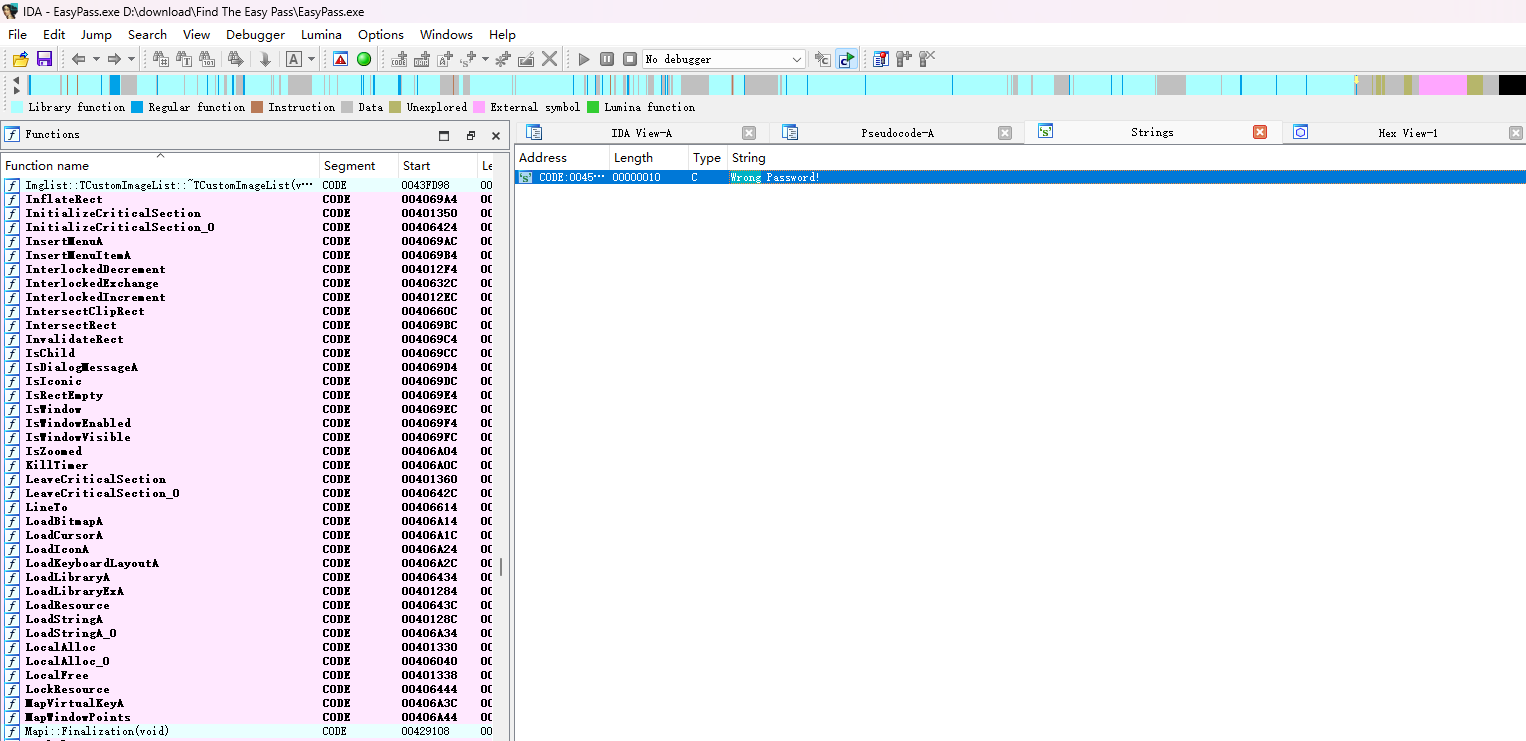 IDA - EasyPass.exe D:\download\Find The Easy Pass\EasyPass.exe
File Edit Jump Search View Debugger Lumina Options Windows Help
No debugger
Library function Regular function Instruction Data Unexplored External symbol Lumina function
Functions
IDA View-A Pseudocode-A Strings Hex View-1
Function name Segment Start Le
Address Length Type String
CODE:0045··· 00000010 C Wrong Password!
Imglist::TCustomImageList::~TCustomImageList(v··· CODE 0043FD98 00
InflateRect CODE 004069A4 00
InitializeCriticalSection CODE 00401350 00
InitializeCriticalSection_0 CODE 00406424 00
InsertMenuA CODE 004069AC 00
InsertMenuItemA CODE 004069B4 00
InterlockedDecrement CODE 004012F4 00
InterlockedExchange CODE 0040632C 00
InterlockedIncrement CODE 004012EC 00
IntersectClipRect CODE 0040660C 00
IntersectRect CODE 004069BC 00
InvalidateRect CODE 004069C4 00
IsChild CODE 004069CC 00
IsDialogMessageA CODE 004069D4 00
IsIconic CODE 004069DC 00
IsRectEmpty CODE 004069E4 00
IsWindow CODE 004069EC 00
IsWindowEnabled CODE 004069F4 00
IsWindowVisible CODE 004069FC 00
IsZoomed CODE 00406A04 00
KillTimer CODE 00406A0C 00
LeaveCriticalSection CODE 00401360 00
LeaveCriticalSection_0 CODE 0040642C 00
LineTo CODE 00406614 00
LoadBitmapA CODE 00406A14 00
LoadCursorA CODE 00406A1C 00
LoadIconA CODE 00406A24 00
LoadKeyboardLayoutA CODE 00406A2C 00
LoadLibraryA CODE 00406434 00
LoadLibraryExA CODE 00401284 00
LoadResource CODE 0040643C 00
LoadStringA CODE 0040128C 00
LoadStringA_0 CODE 00406A34 00
LocalAlloc CODE 00401330 00
LocalAlloc_0 CODE 00406040 00
LocalFree CODE 00401338 00
LockResource CODE 00406444 00
MapVirtualKeyA CODE 00406A3C 00
MapWindowPoints CODE 00406A44 00
Mapi::Finalization(void) CODE 00429108 00